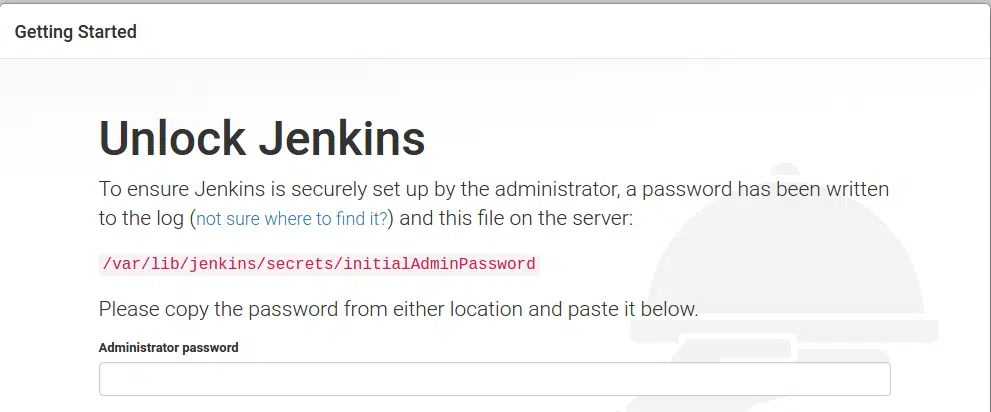 Getting Started
Unlock Jenkins
To ensure Jenkins is securely set up by the administrator, a password has been written
to the log (not sure where to find it?) and this file on the server:
/var/lib/jenkins/secrets/initialAdminPassword
Please copy the password from either location and paste it below.
Administrator password